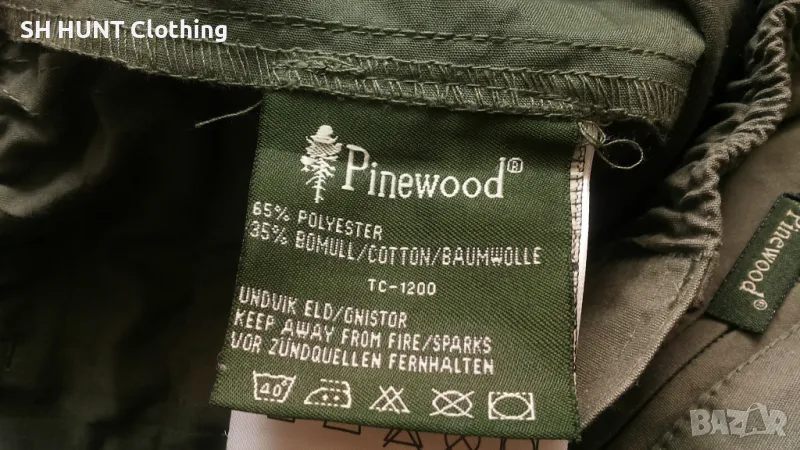 SH HUNT Clothing
Pinewood®
65% POLYESTER
35% BOMULL/COTTON/BAUMWOLLE
TC-1200
UNDVIK ELD/GNISTOR
KEEP AWAY FROM FIRE/SPARKS
VOR ZÜNDQUELLEN FERNHALTEN
40°
Pinewood®
BAZAR